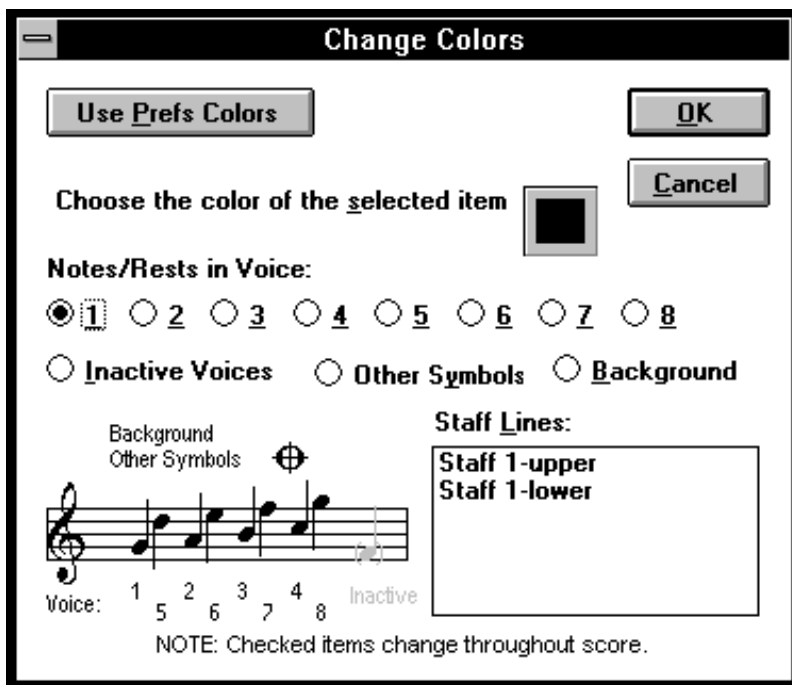 Change Colors
Use Prefs Colors
OK
Cancel
Choose the color of the selected item
Notes/Rests in Voice:
1 2 3 4 5 6 7 8
Inactive Voices Other Symbols Background
Background
Other Symbols
Voice: 1 2 3 4 Inactive
5 6 7 8
Staff Lines:
Staff 1-upper
Staff 1-lower
NOTE: Checked items change throughout score.